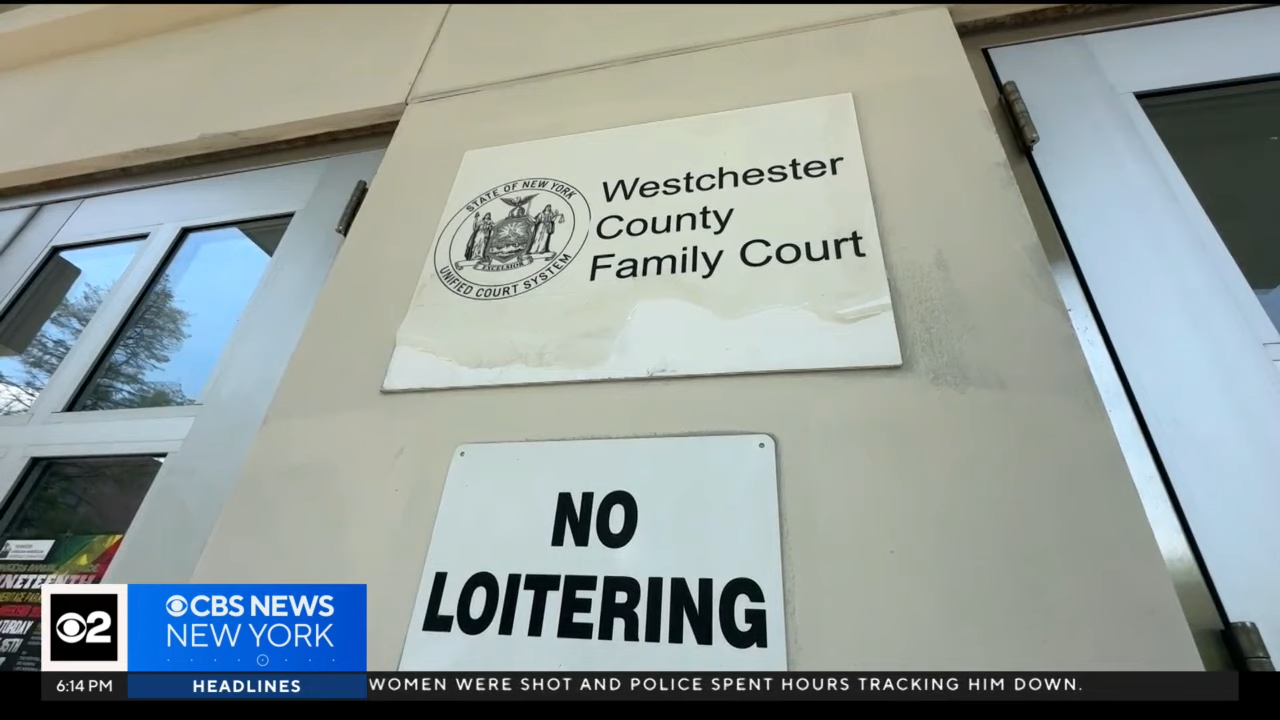 STATE OF NEW YORK
EXCELSIOR
UNIFIED COURT SYSTEM
Westchester
County
Family Court
NO
LOITERING
NETEENTH
2
CBS NEWS
NEW YORK
6:14 PM
HEADLINES
WOMEN WERE SHOT AND POLICE SPENT HOURS TRACKING HIM DOWN.